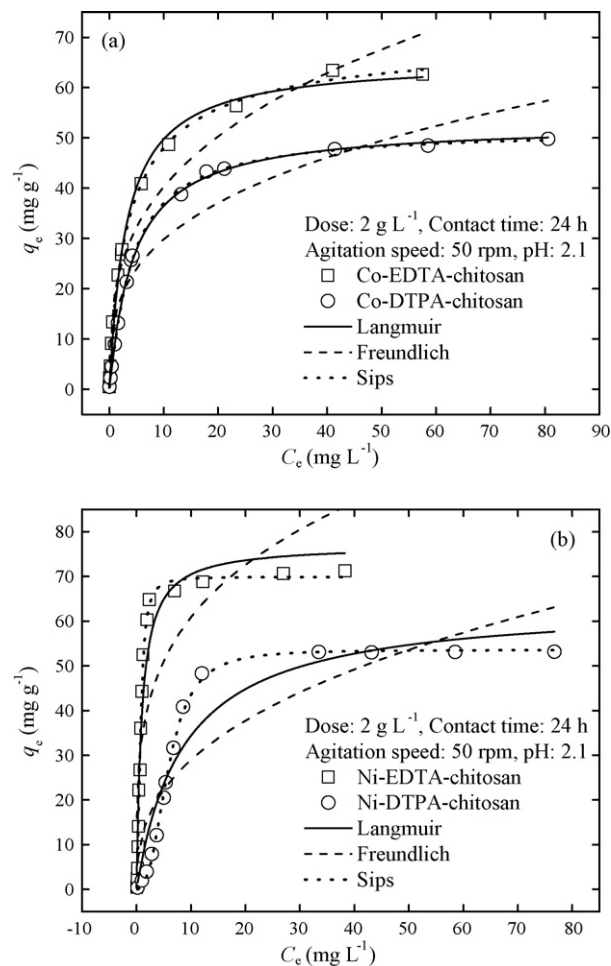 (a)
70
60
50
40
30
20
10
0
qₑ (mg g⁻¹)
Dose: 2 g L⁻¹, Contact time: 24 h
Agitation speed: 50 rpm, pH: 2.1
Co-EDTA-chitosan
Co-DTPA-chitosan
Langmuir
Freundlich
Sips
0 10 20 30 40 50 60 70 80 90
Cₑ (mg L⁻¹)
(b)
80
70
60
50
40
30
20
10
0
qₑ (mg g⁻¹)
Dose: 2 g L⁻¹, Contact time: 24 h
Agitation speed: 50 rpm, pH: 2.1
Ni-EDTA-chitosan
Ni-DTPA-chitosan
Langmuir
Freundlich
Sips
-10 0 10 20 30 40 50 60 70 80
Cₑ (mg L⁻¹)